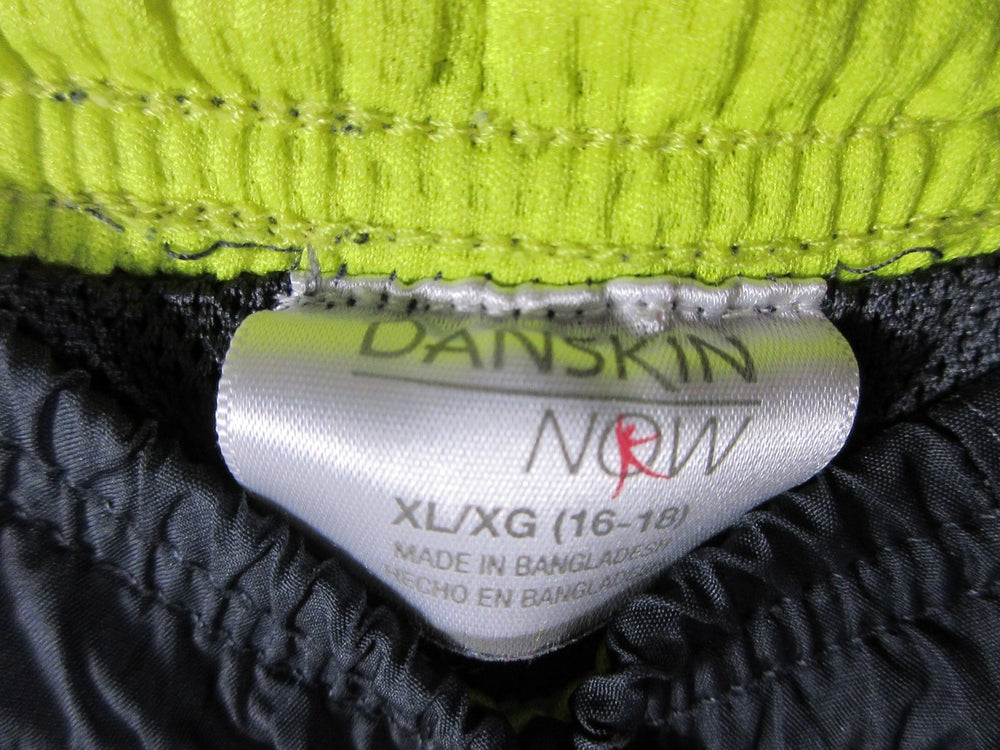 DANSKIN
NOW
XL/XG (16-18)
MADE IN BANGLADESH
HECHO EN BANGLADESH